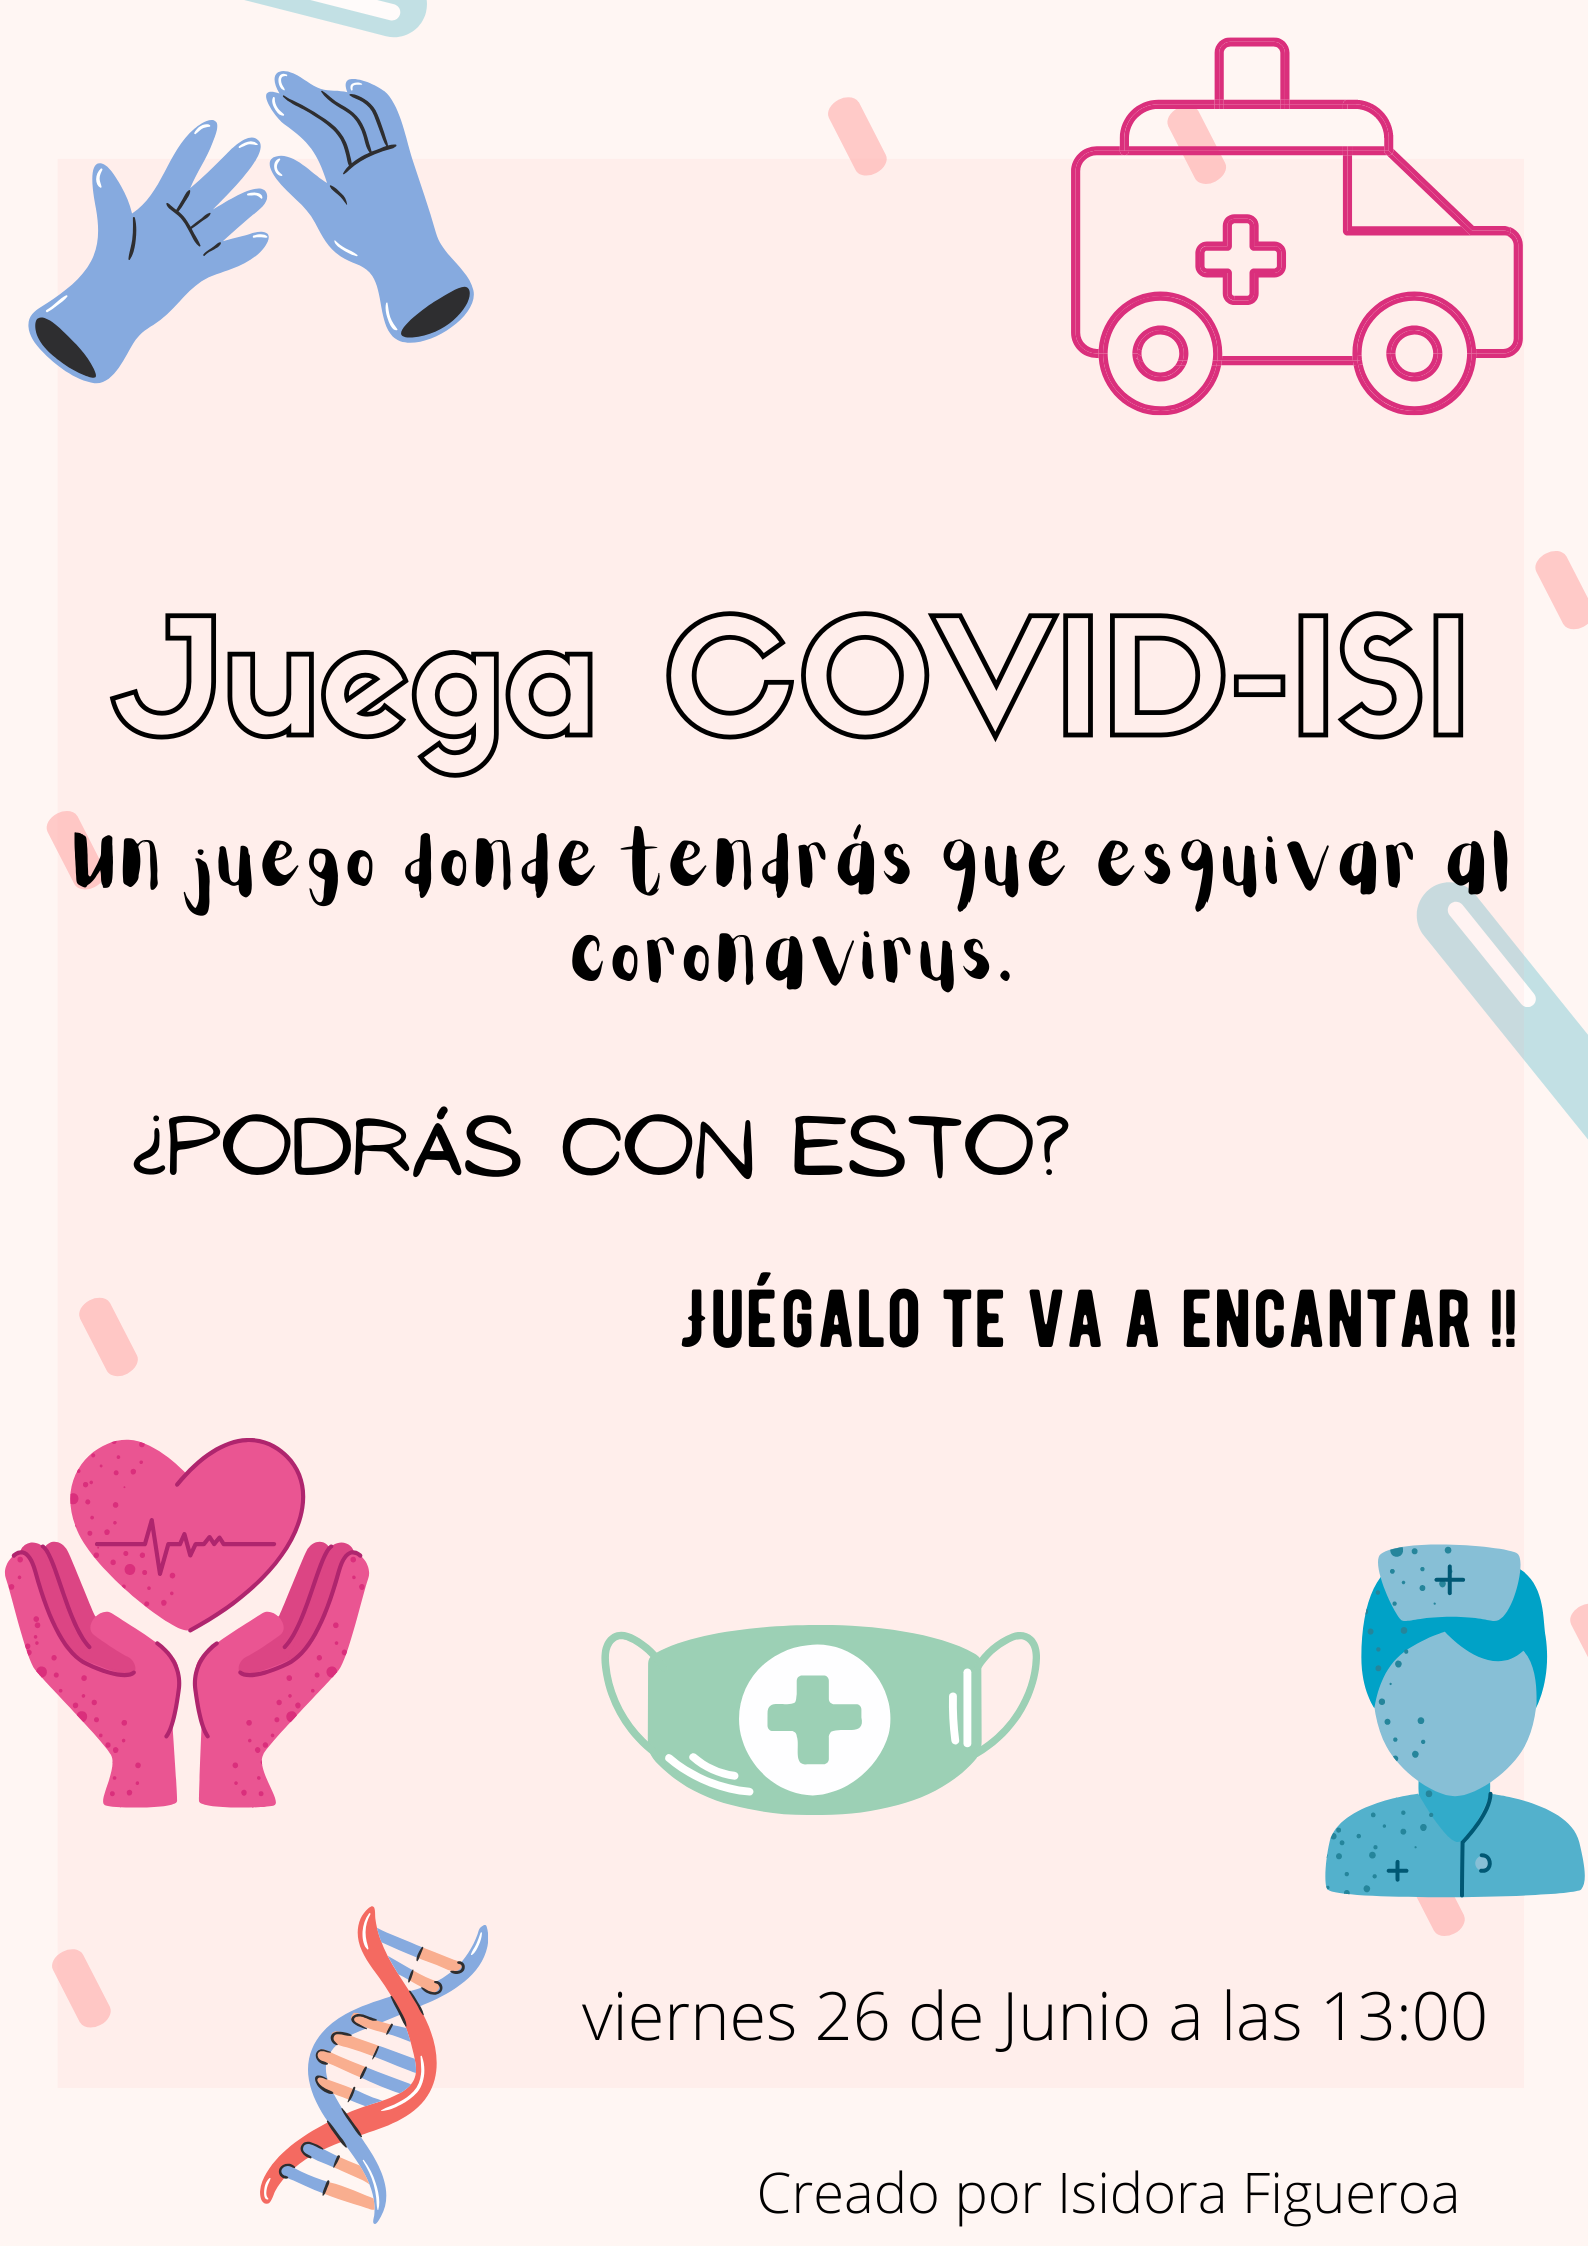 Juega COVID-ISI
Un juego donde tendrás que esquivar al
coronavirus.
¿PODRÁS CON ESTO?
JUÉGALO TE VA A ENCANTAR !!
viernes 26 de Junio a las 13:00
Creado por Isidora Figueroa